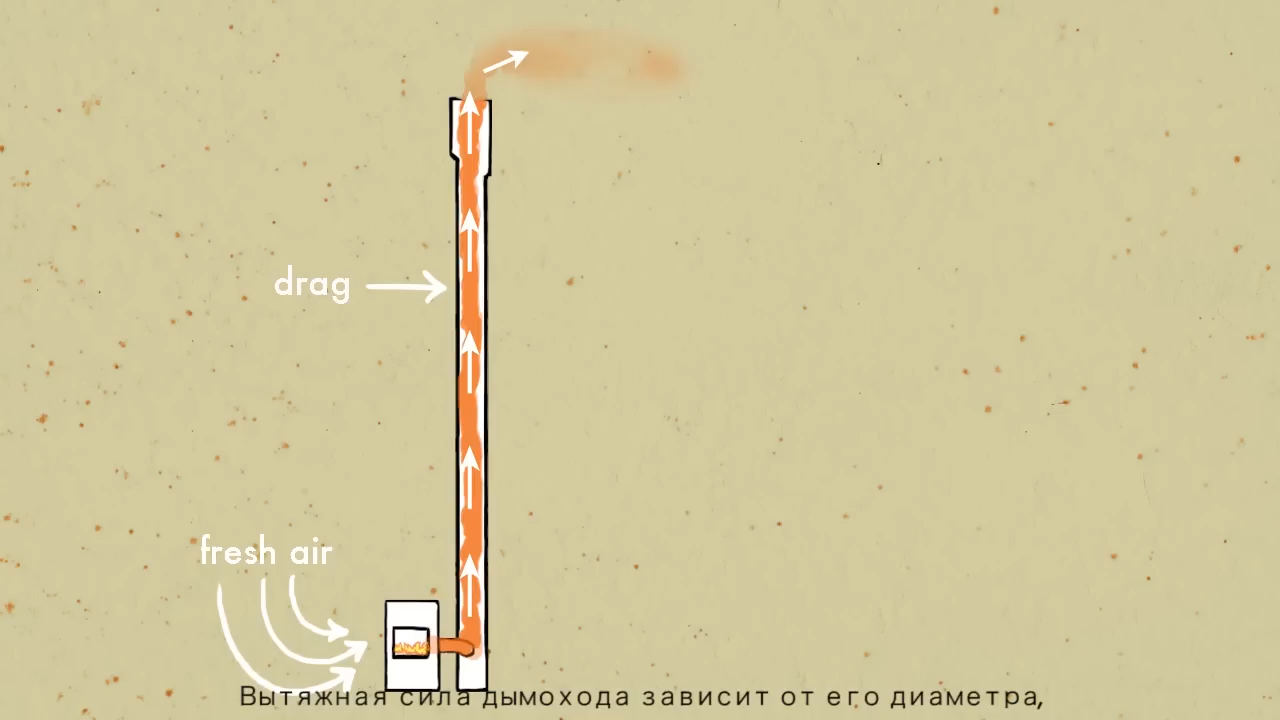 drag
fresh air
Вытяжная сила дымохода зависит от его диаметра,